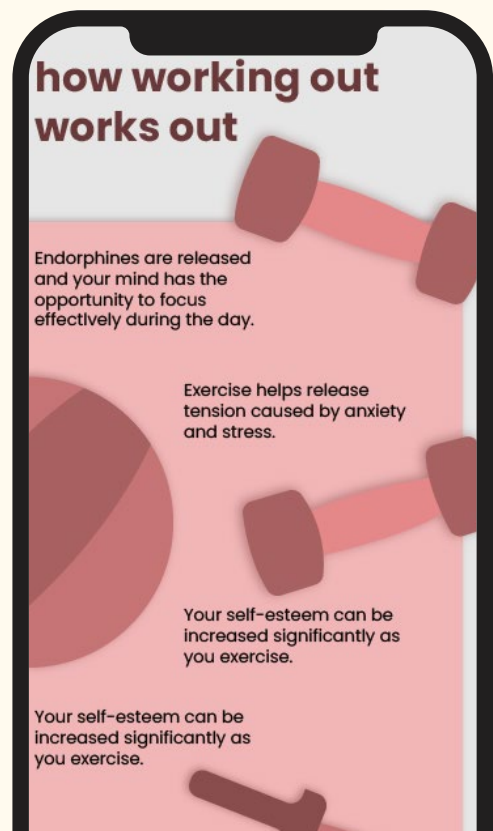 how working out
works out
Endorphines are released
and your mind has the
opportunity to focus
effectively during the day.
Exercise helps release
tension caused by anxiety
and stress.
Your self-esteem can be
increased significantly as
you exercise.
Your self-esteem can be
increased significantly as
you exercise.